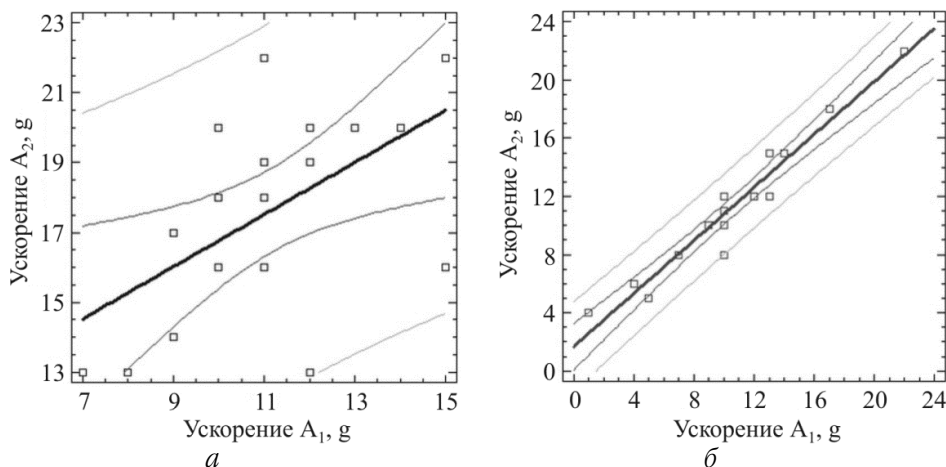 23
21
19
17
15
13
Ускорение A₂, g
7 9 11 13 15
Ускорение A₁, g
а
24
20
16
12
8
4
0
Ускорение A₂, g
0 4 8 12 16 20 24
Ускорение A₁, g
б